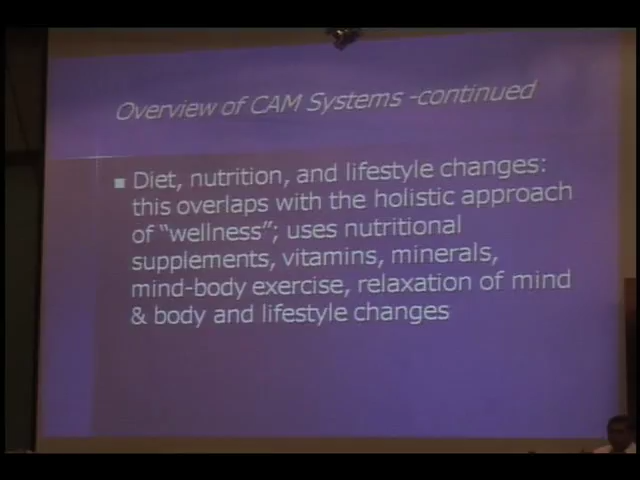 Overview of CAM Systems -continued
Diet, nutrition, and lifestyle changes:
this overlaps with the holistic approach
of "wellness"; uses nutritional
supplements, vitamins, minerals,
mind-body exercise, relaxation of mind
& body and lifestyle changes